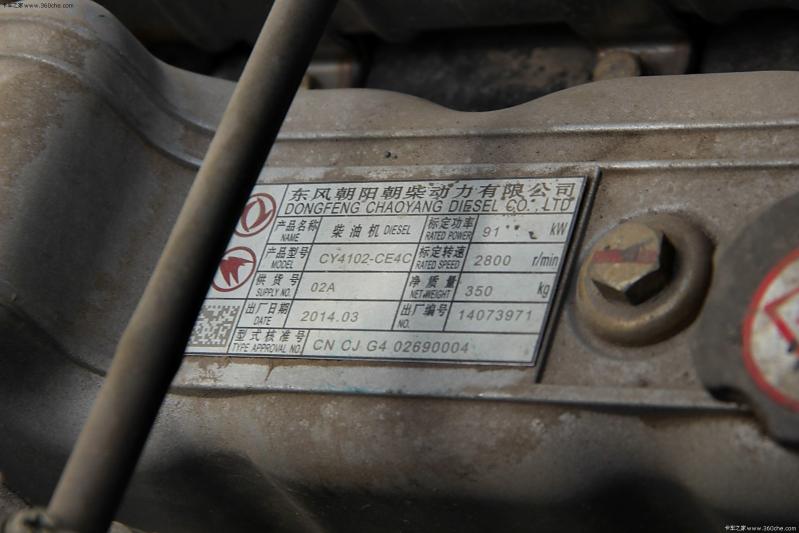 卡车之家 www.360che.com
东风朝阳朝柴动力有限公司
DONGFENG CHAOYANG DIESEL CO., LTD
产品名称 NAME 柴油机 DIESEL 标定功率 RATED POWER 91 kW
产品型号 MODEL CY4102-CE4C 标定转速 RATED SPEED 2800 r/min
供货号 SUPPLY NO. 02A 净质量 NET WEIGHT 350 kg
出厂日期 DATE 2014.03 出厂编号 NO. 14073971
型式核准号 TYPE APPROVAL NO. CN CJ G4 02690004
卡车之家 www.360che.com